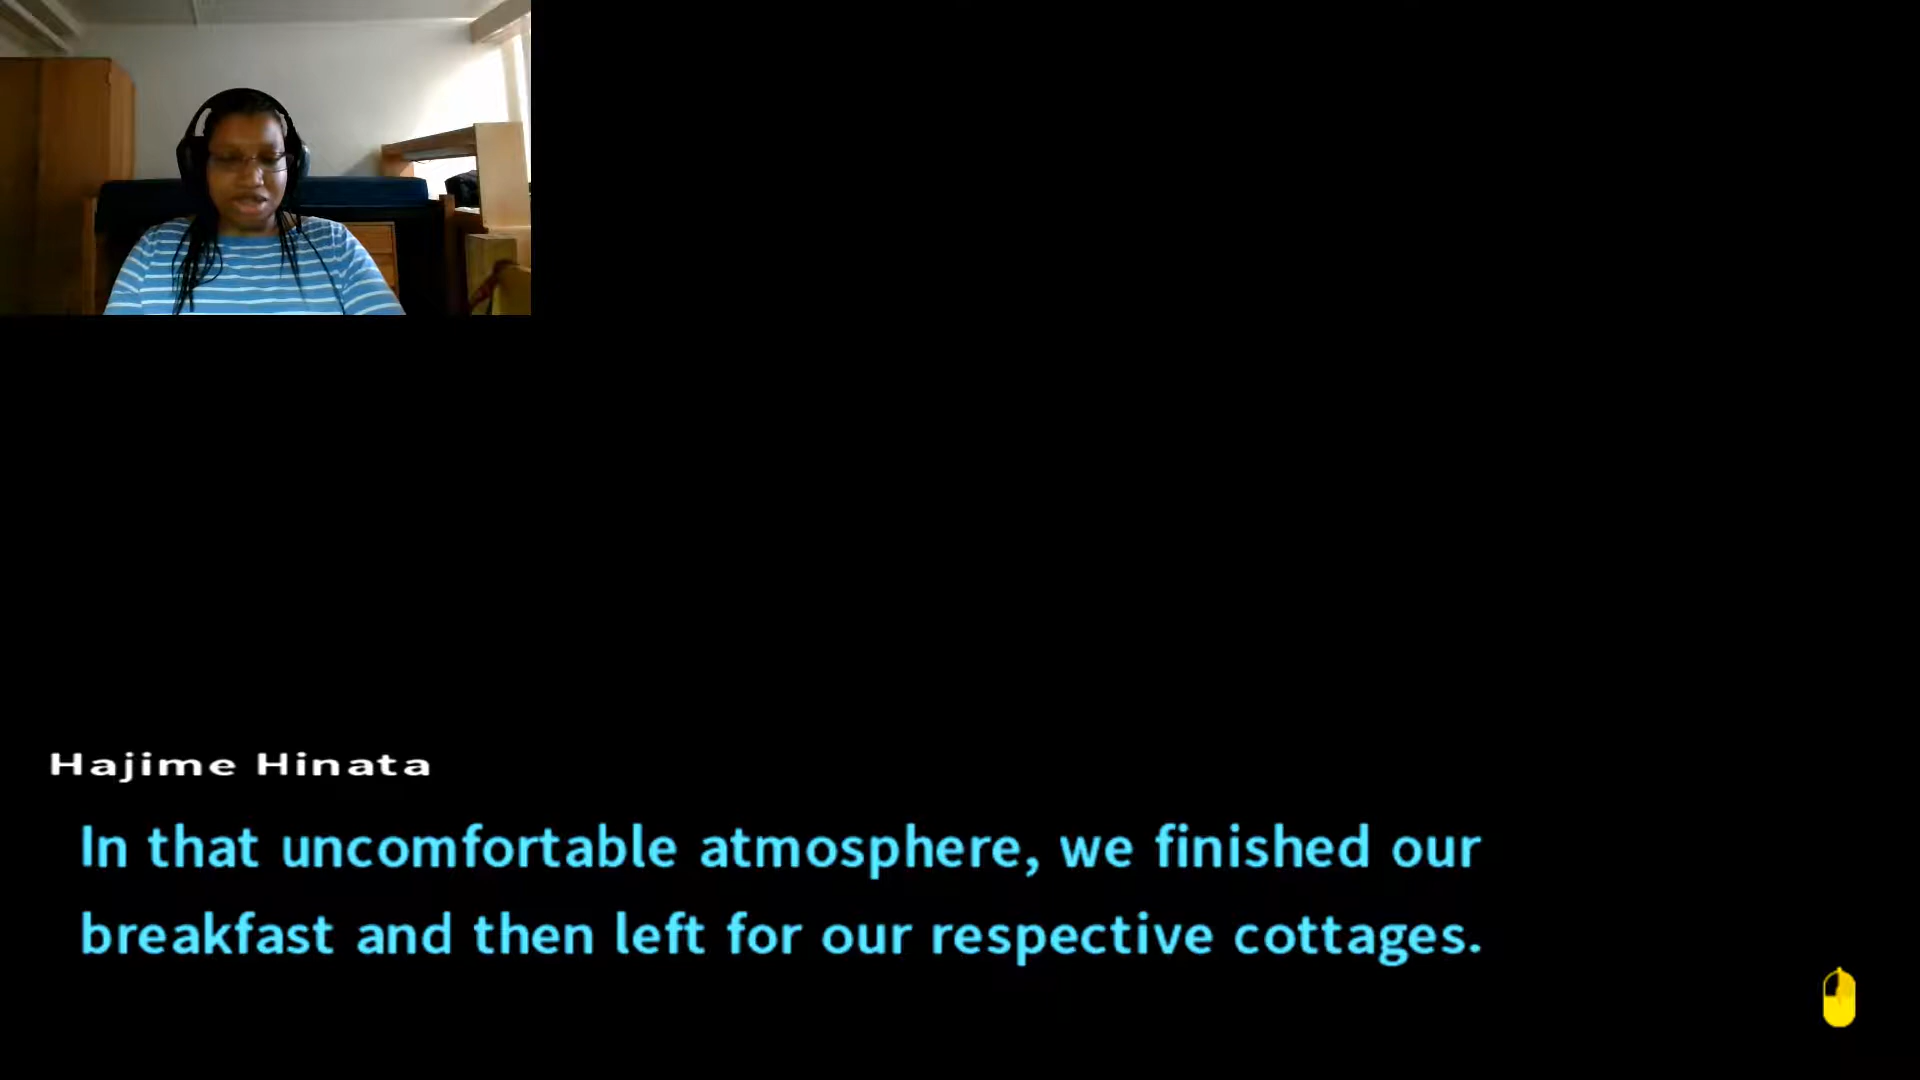 Hajime Hinata
In that uncomfortable atmosphere, we finished our
breakfast and then left for our respective cottages.